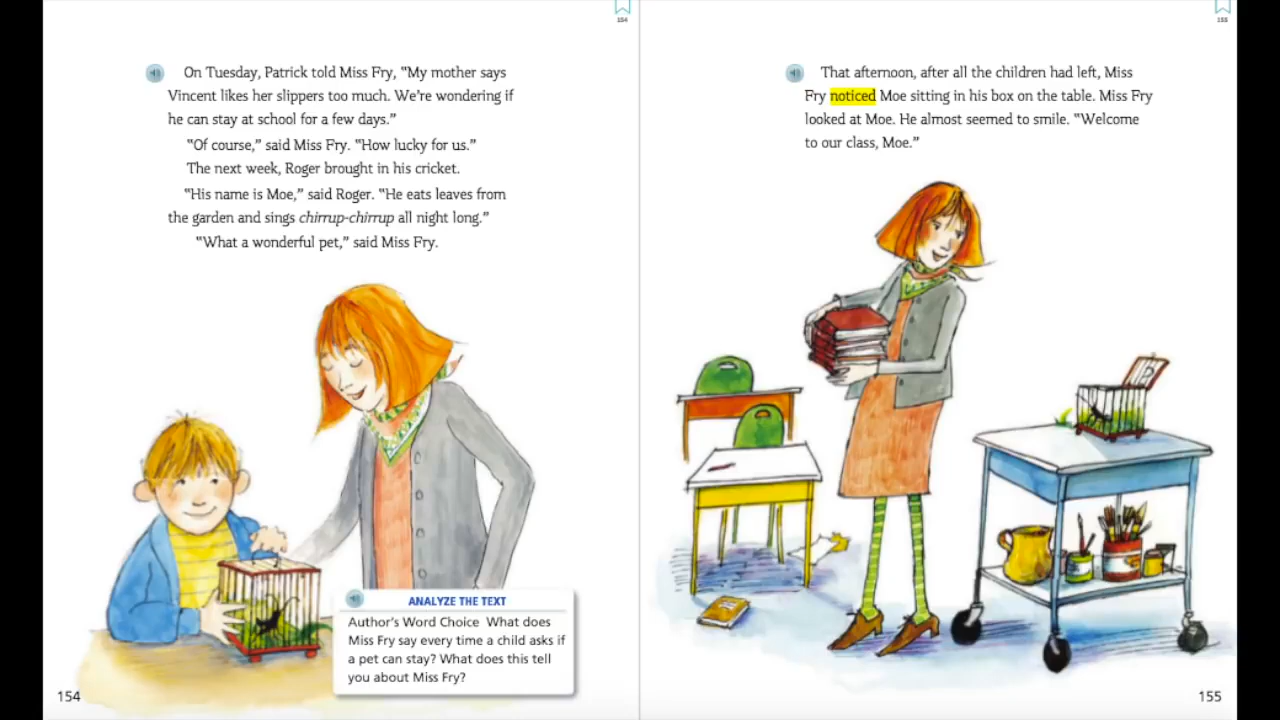 154
On Tuesday, Patrick told Miss Fry, “My mother says
Vincent likes her slippers too much. We’re wondering if
he can stay at school for a few days.”
“Of course,” said Miss Fry. “How lucky for us.”
The next week, Roger brought in his cricket.
“His name is Moe,” said Roger. “He eats leaves from
the garden and sings chirrup-chirrup all night long.”
“What a wonderful pet,” said Miss Fry.
ANALYZE THE TEXT
Author’s Word Choice What does
Miss Fry say every time a child asks if
a pet can stay? What does this tell
you about Miss Fry?
154
155
That afternoon, after all the children had left, Miss
Fry noticed Moe sitting in his box on the table. Miss Fry
looked at Moe. He almost seemed to smile. “Welcome
to our class, Moe.”
155